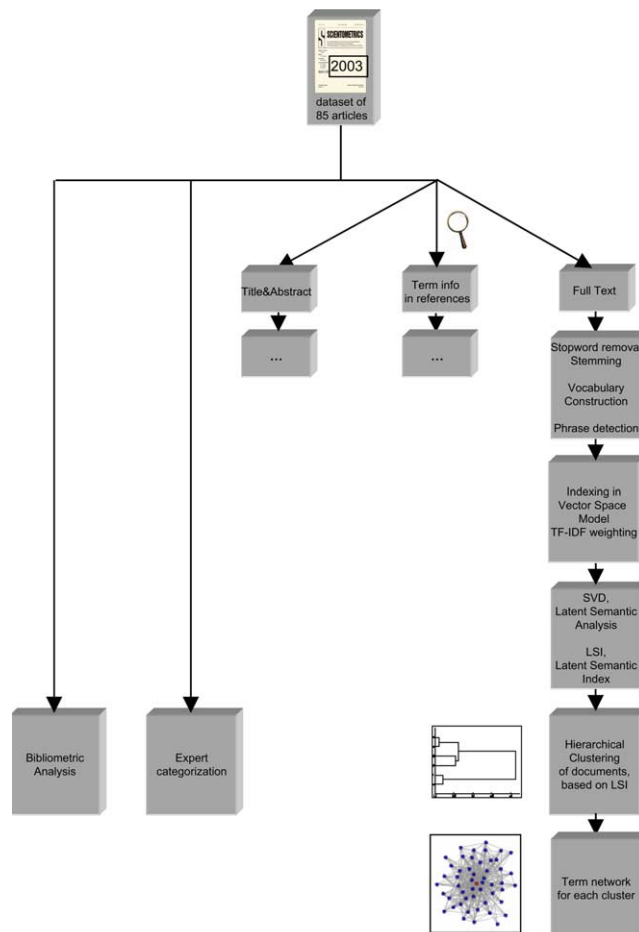 SCIENTOMETRICS
2003
dataset of
85 articles
Title&Abstract
Term info
in references
Full Text
...
...
Stopword remova
Stemming
Vocabulary
Construction
Phrase detection
Indexing in
Vector Space
Model
TF-IDF weighting
SVD,
Latent Semantic
Analysis
LSI,
Latent Semantic
Index
Bibliometric
Analysis
Expert
categorization
Hierarchical
Clustering
of documents,
based on LSI
Term network
for each cluster